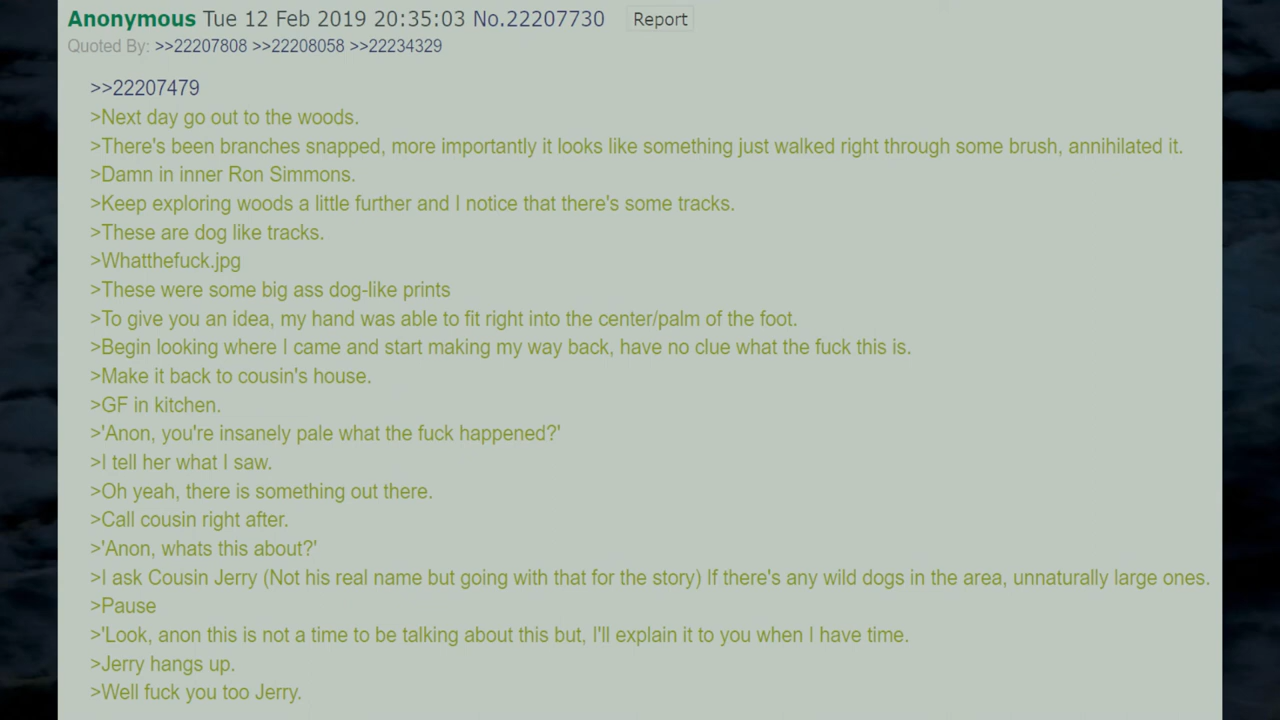 Anonymous Tue 12 Feb 2019 20:35:03 No.22207730 Report
Quoted By: >>22207808 >>22208058 >>22234329
>>22207479
>Next day go out to the woods.
>There's been branches snapped, more importantly it looks like something just walked right through some brush, annihilated it.
>Damn in inner Ron Simmons.
>Keep exploring woods a little further and I notice that there's some tracks.
>These are dog like tracks.
>Whatthefuck.jpg
>These were some big ass dog-like prints
>To give you an idea, my hand was able to fit right into the center/palm of the foot.
>Begin looking where I came and start making my way back, have no clue what the fuck this is.
>Make it back to cousin's house.
>GF in kitchen.
>'Anon, you're insanely pale what the fuck happened?'
>I tell her what I saw.
>Oh yeah, there is something out there.
>Call cousin right after.
>'Anon, whats this about?'
>I ask Cousin Jerry (Not his real name but going with that for the story) If there's any wild dogs in the area, unnaturally large ones.
>Pause
>'Look, anon this is not a time to be talking about this but, I'll explain it to you when I have time.
>Jerry hangs up.
>Well fuck you too Jerry.